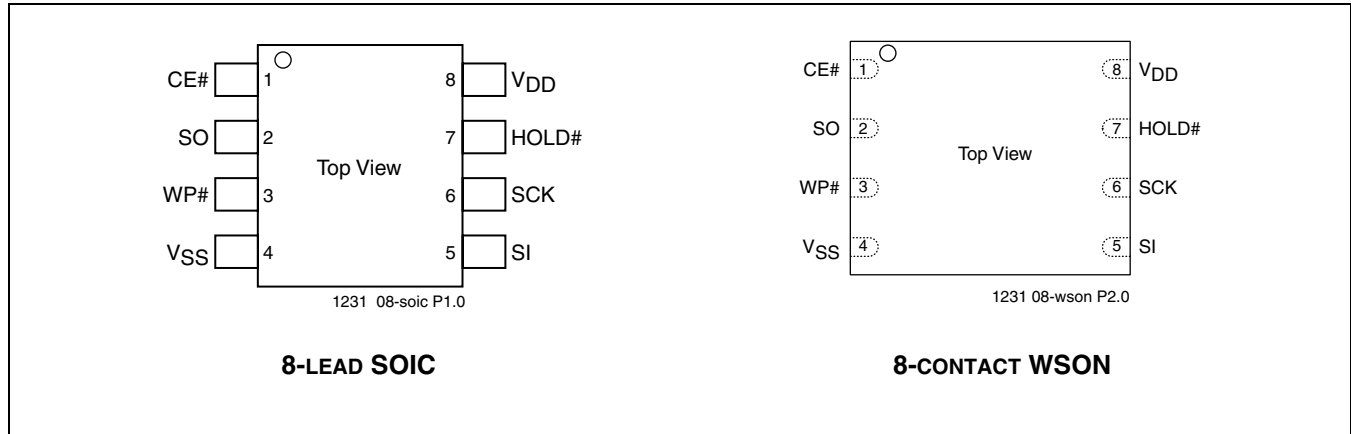 CE# 1 8 VDD
SO 2 7 HOLD#
Top View
WP# 3 6 SCK
VSS 4 5 SI
1231 08-soic P1.0
8-LEAD SOIC
CE# 1 8 VDD
SO 2 7 HOLD#
Top View
WP# 3 6 SCK
VSS 4 5 SI
1231 08-wson P2.0
8-CONTACT WSON